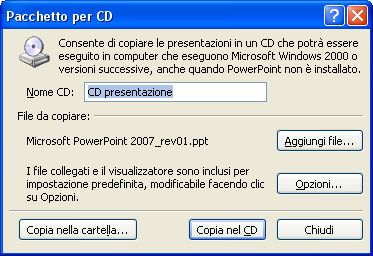 Pacchetto per CD
Consente di copiare le presentazioni in un CD che potrà essere
eseguito in computer che eseguono Microsoft Windows 2000 o
versioni successive, anche quando PowerPoint non è installato.
Nome CD: CD presentazione
File da copiare:
Microsoft PowerPoint 2007_rev01.ppt Aggiungi file...
I file collegati e il visualizzatore sono inclusi per
impostazione predefinita, modificabile facendo clic
su Opzioni.
Opzioni...
Copia nella cartella... Copia nel CD Chiudi